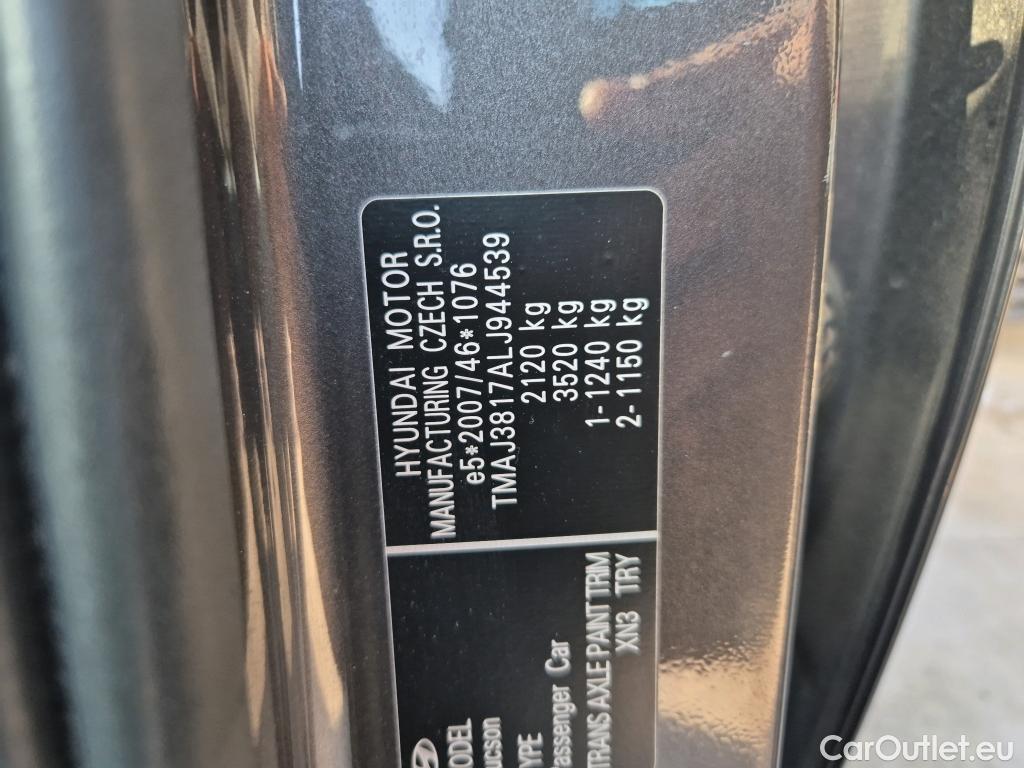 HYUNDAI MOTOR
MANUFACTURING CZECH S.R.O.
e5*2007/46*1076
TMAJ3817ALJ944539
2120 kg
3520 kg
1- 1240 kg
2- 1150 kg
ODEL
ucson
YPE
assenger Car
TRANS AXLE PAINT TRIM
XN3 TRY
CarOutlet.eu